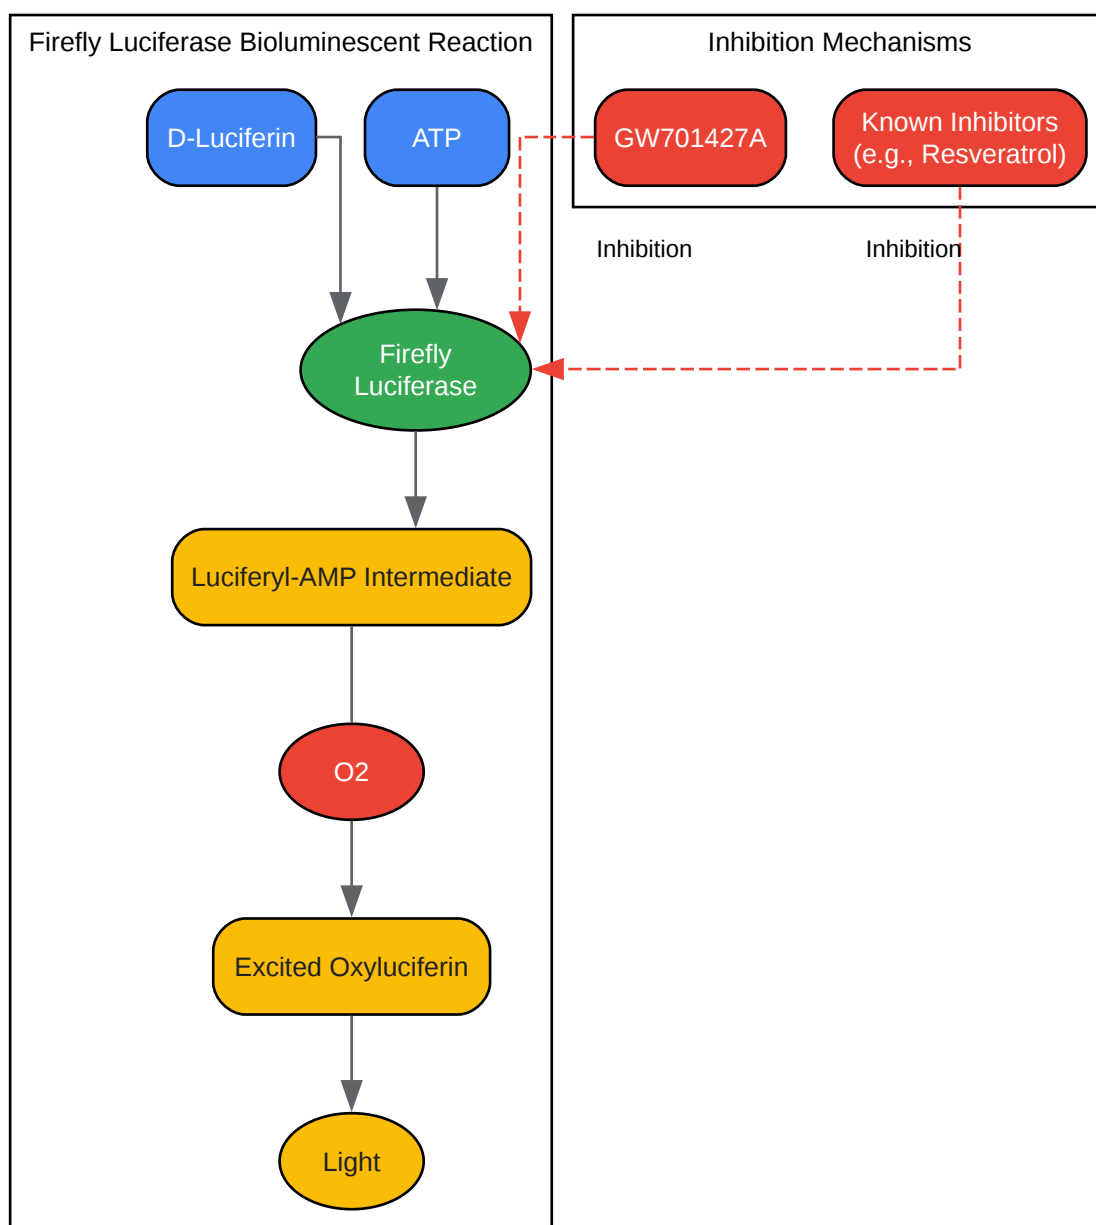 Firefly Luciferase Bioluminescent Reaction
Inhibition Mechanisms
D-Luciferin
ATP
GW701427A
Known Inhibitors
(e.g., Resveratrol)
Inhibition
Inhibition
Firefly
Luciferase
Luciferyl-AMP Intermediate
O2
Excited Oxyluciferin
Light